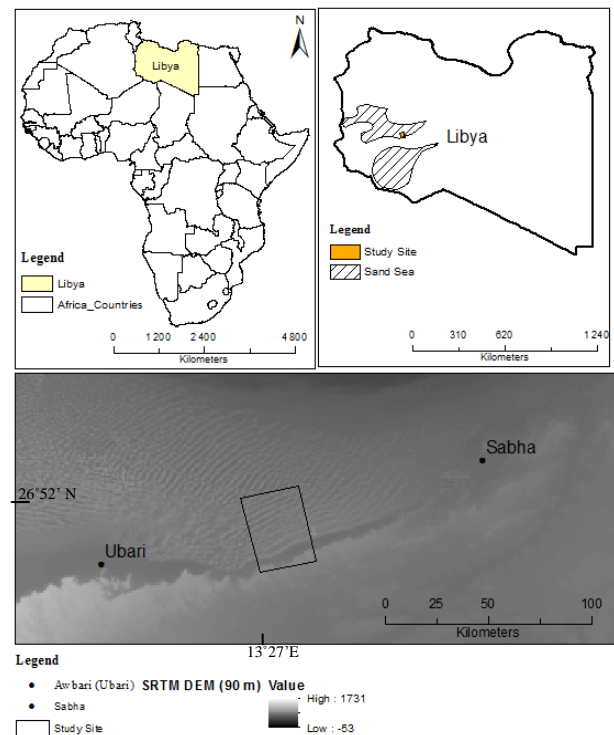 N
Libya
Legend
Libya
Africa_Countries
0 1 200 2 400 4 800
Kilometers
Libya
Legend
Study Site
Sand Sea
0 310 620 1 240
Kilometers
Sabha
26°52’ N
Ubari
0 25 50 100
Kilometers
13°27’E
Legend
Awbari (Ubari) SRTM DEM (90 m) Value
Sabha
High : 1731
Study Site
Low : -53